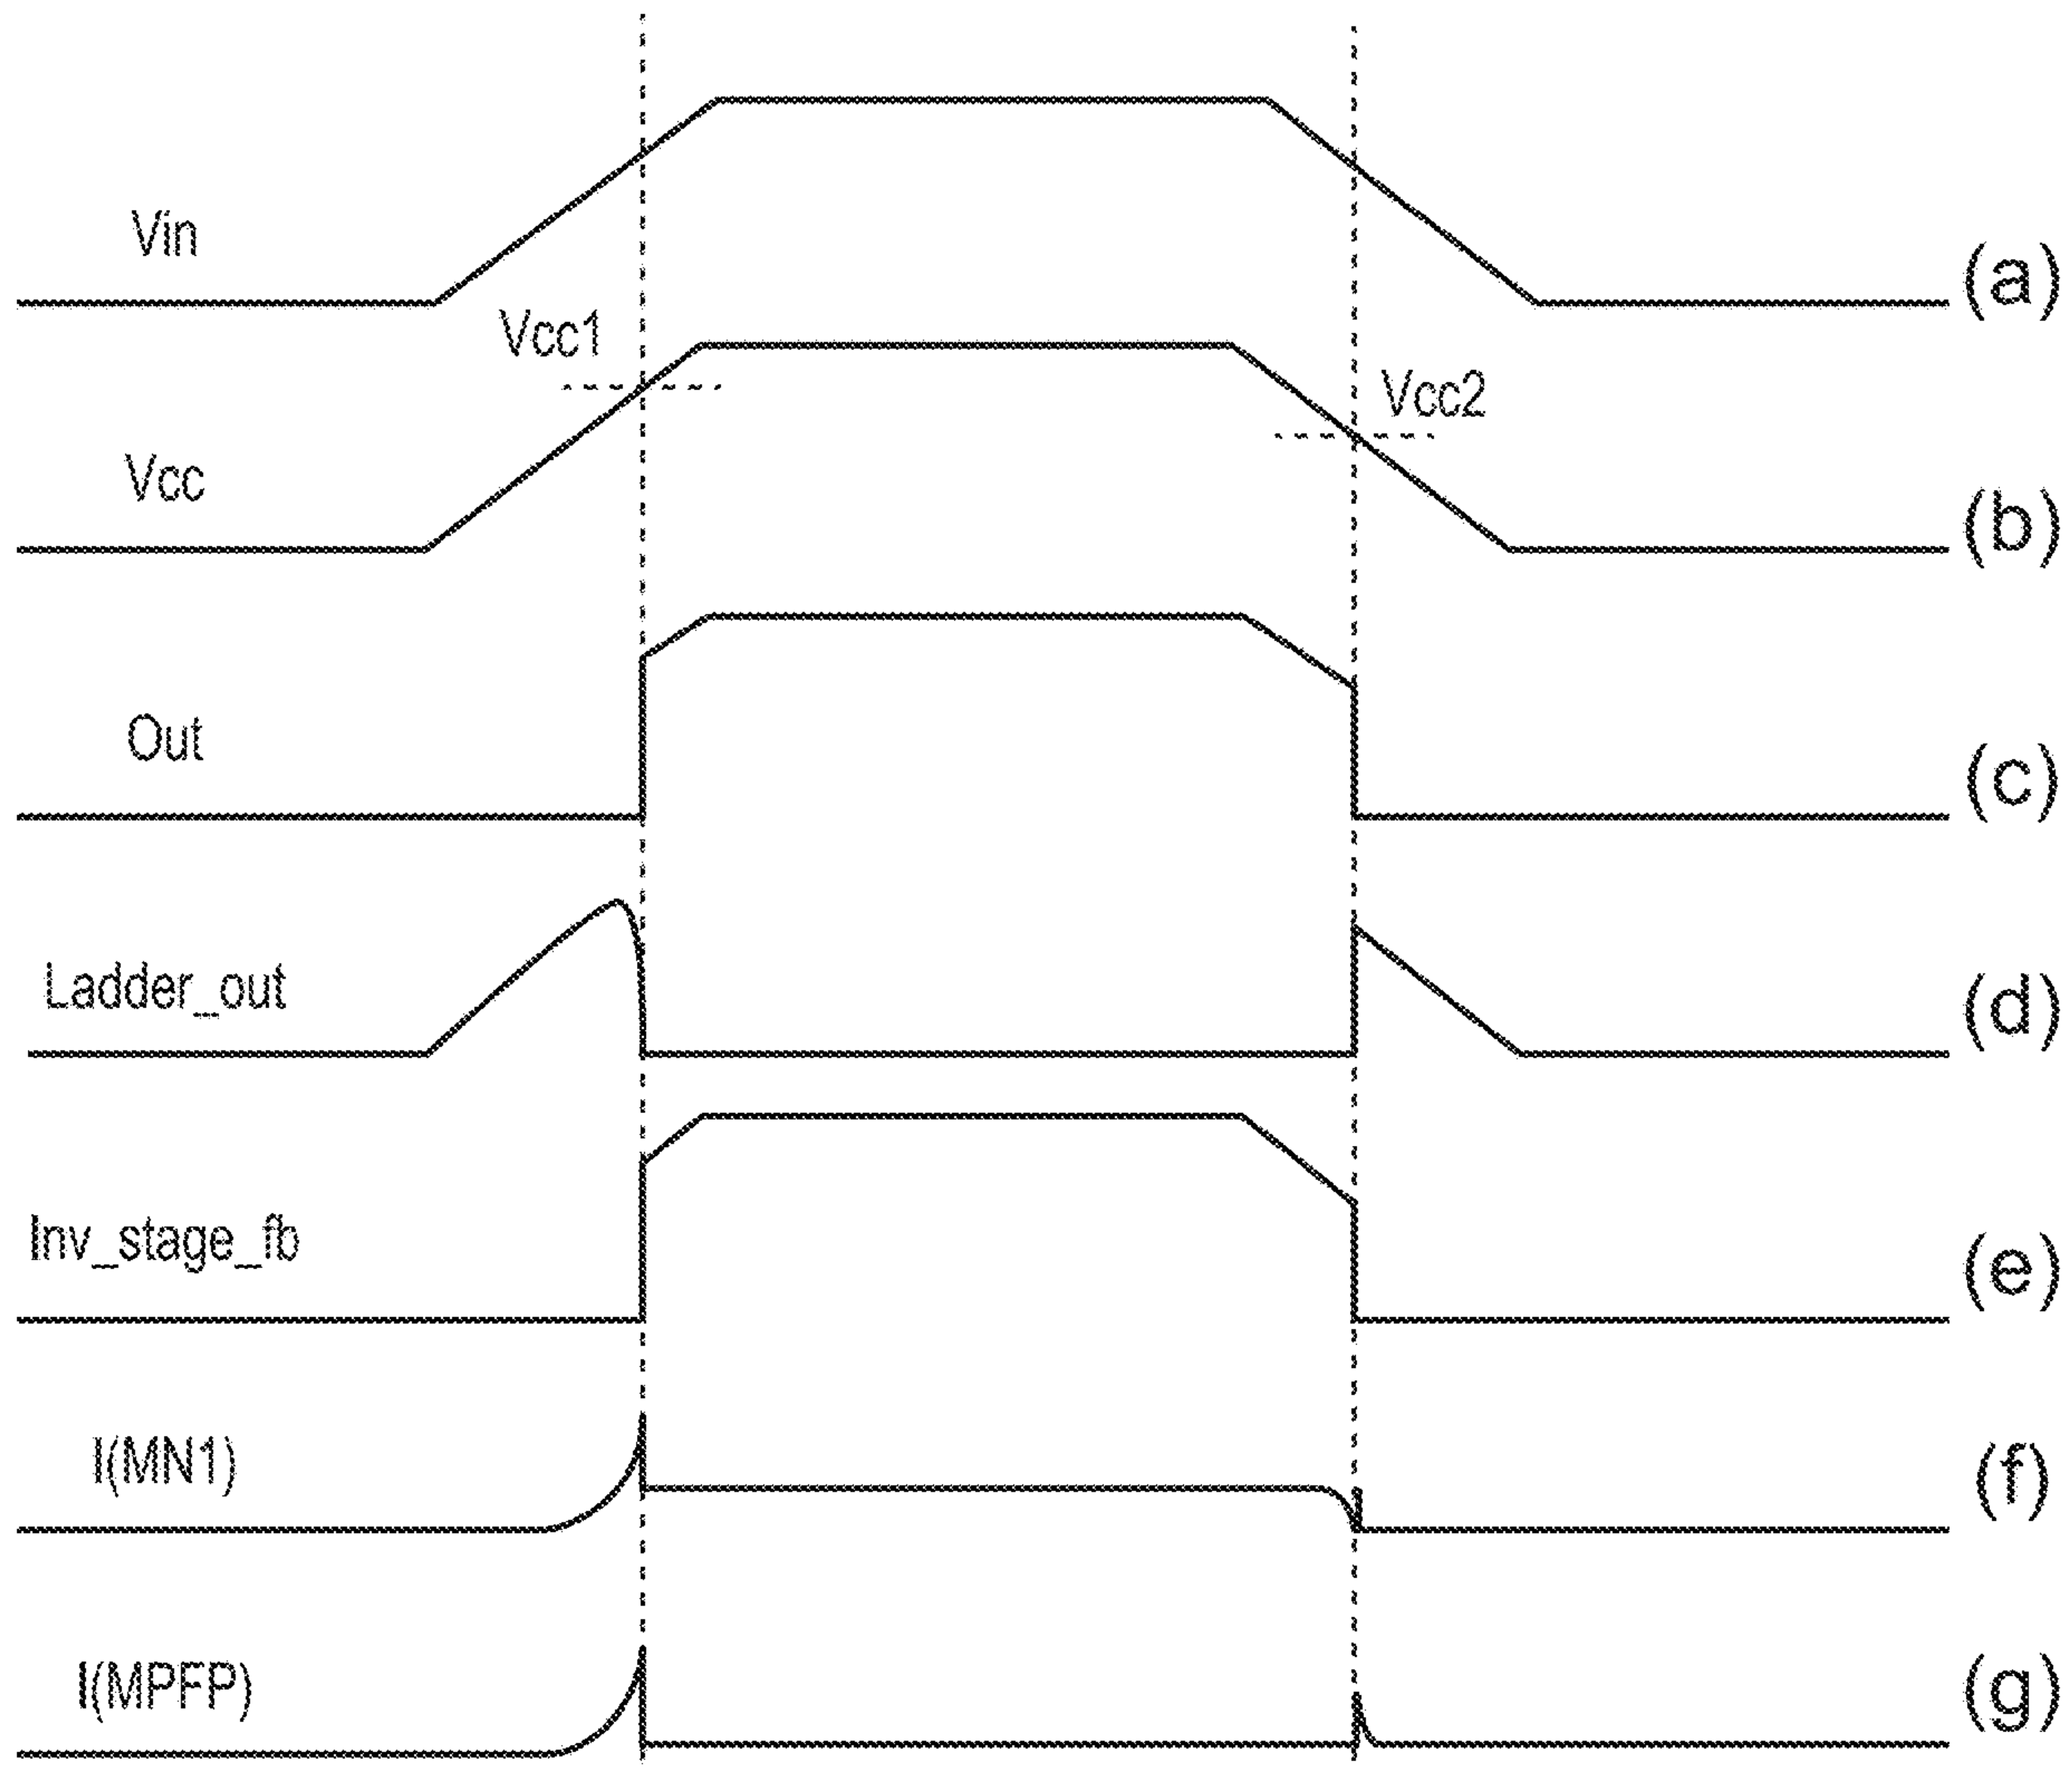 Vin
(a)
Vcc1
Vcc2
Vcc
(b)
Out
(c)
Ladder_out
(d)
Inv_stage_fb
(e)
I(MN1)
(f)
I(MPFP)
(g)